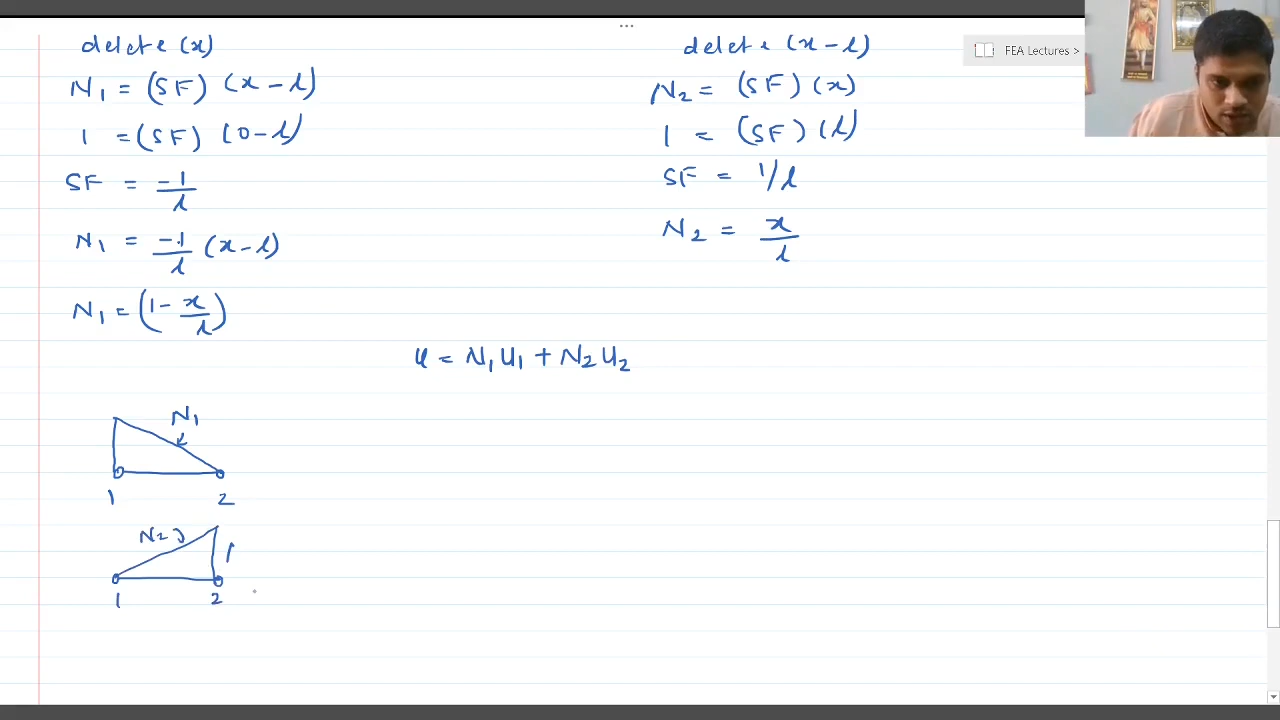 delete (x)
N₁ = (SF) (x - l)
1 = (SF) (0 - l)
SF = -1/l
N₁ = -1/l (x - l)
N₁ = (1 - x/l)
delete (x - l)
N₂ = (SF) (x)
1 = (SF) (l)
SF = 1/l
N₂ = x/l
u = N₁ U₁ + N₂ U₂
N₁
1 2
N₂
1
1 2
FEA Lectures >